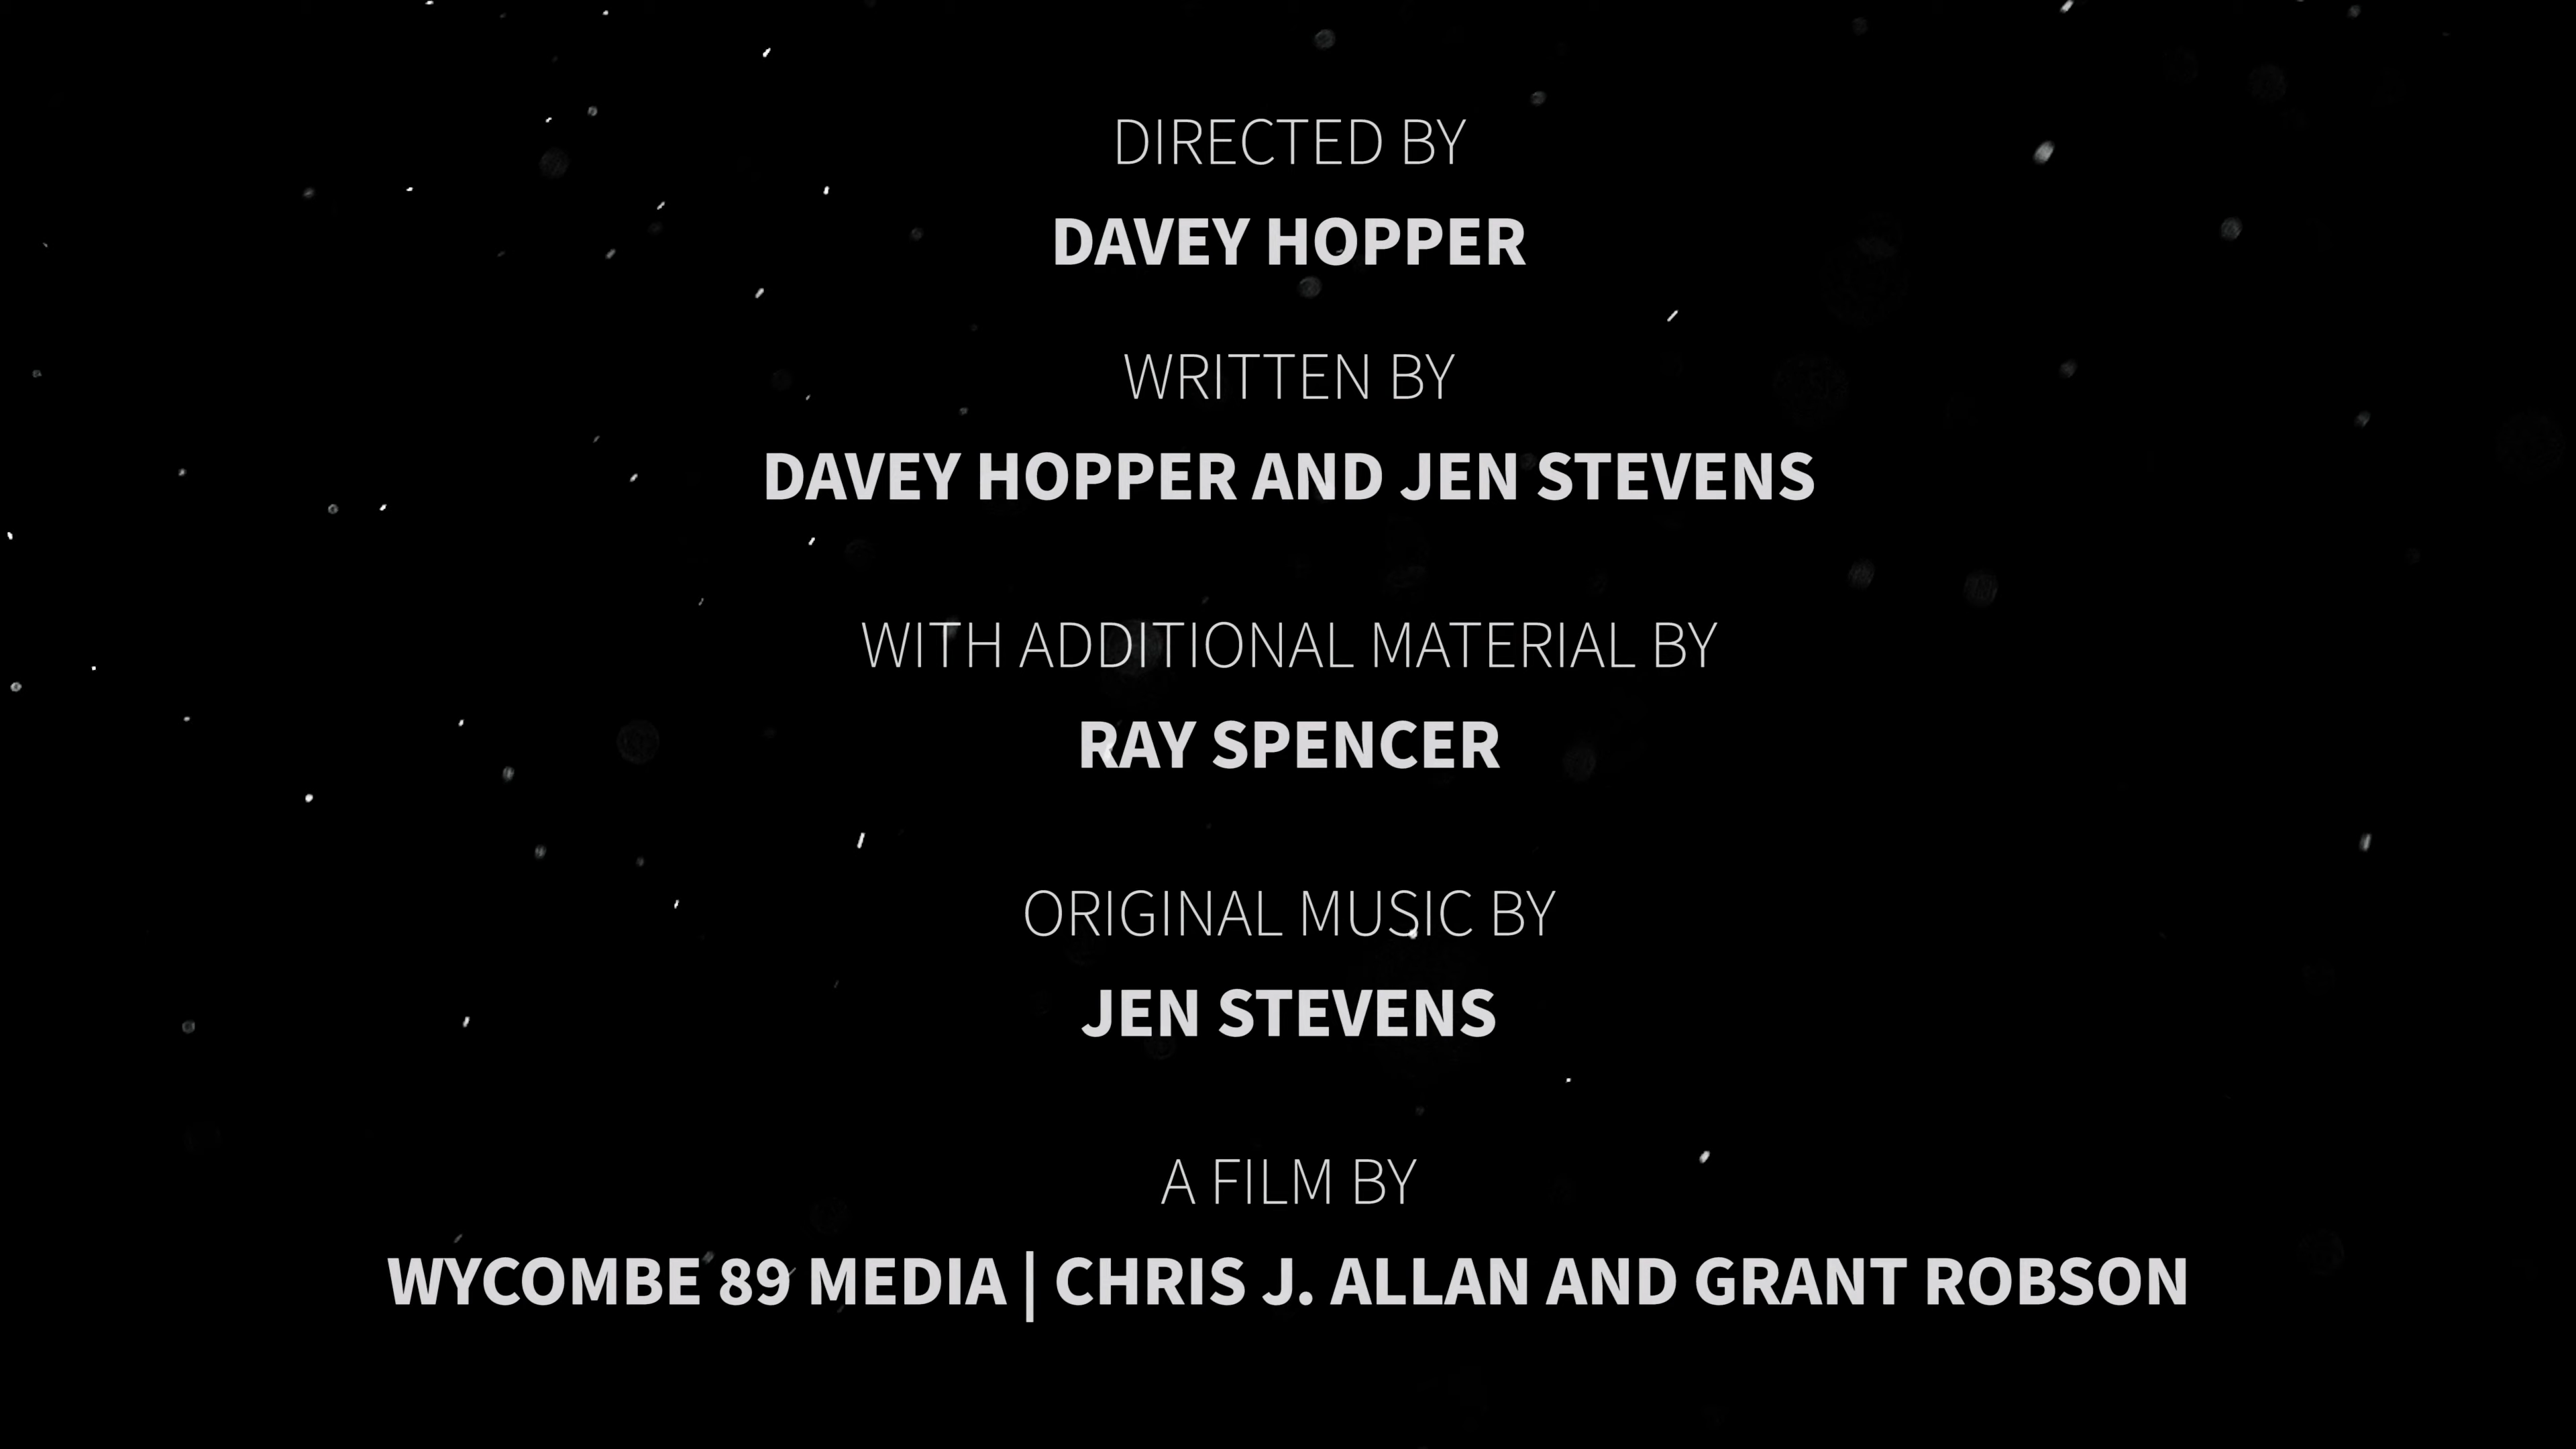 DIRECTED BY
DAVEY HOPPER
WRITTEN BY
DAVEY HOPPER AND JEN STEVENS
WITH ADDITIONAL MATERIAL BY
RAY SPENCER
ORIGINAL MUSIC BY
JEN STEVENS
A FILM BY
WYCOMBE 89 MEDIA | CHRIS J. ALLAN AND GRANT ROBSON